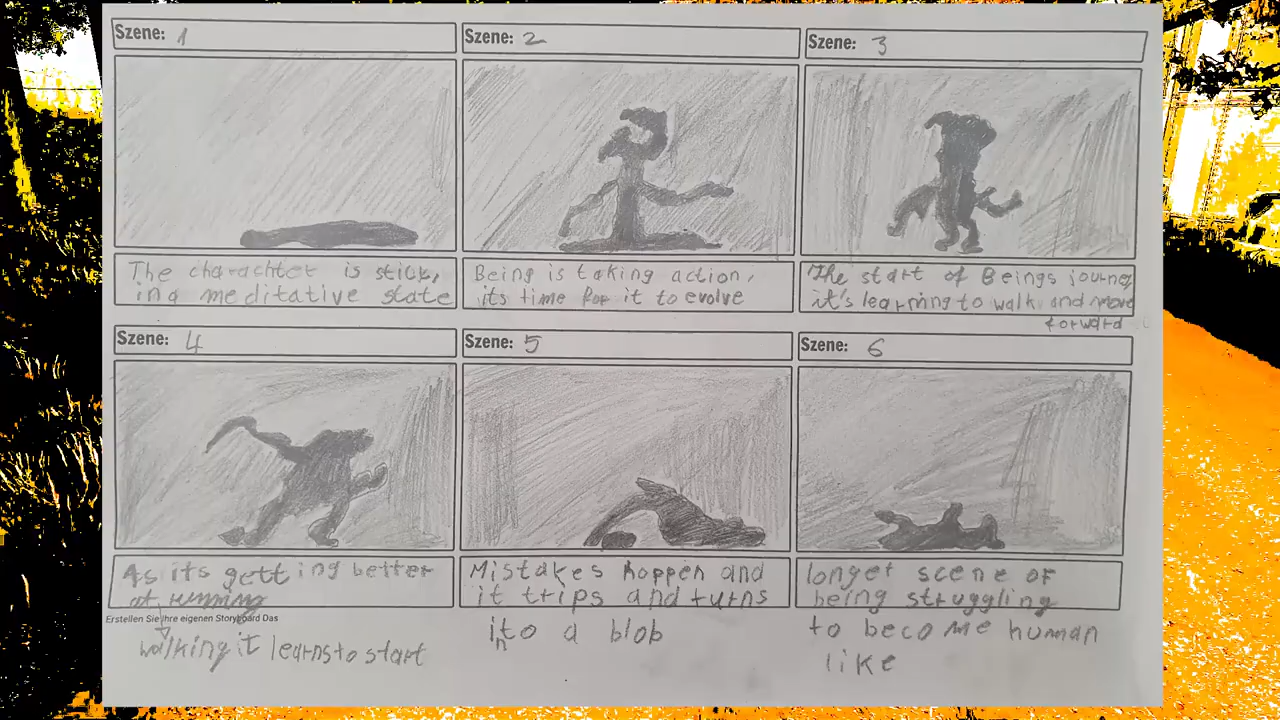 Szene: 1
Szene: 2
Szene: 3
The charachter is stick,
in a meditative state
Being is taking action,
its time for it to evolve
The start of Beings journey
it's learning to walk and move
forward
Szene: 4
Szene: 5
Szene: 6
As its getting better
at running
Erstellen Sie Ihre eigenen Storyboard Das
walking it learns to start
Mistakes happen and
it trips and turns
into a blob
longer scene of
being struggling
to become human
like